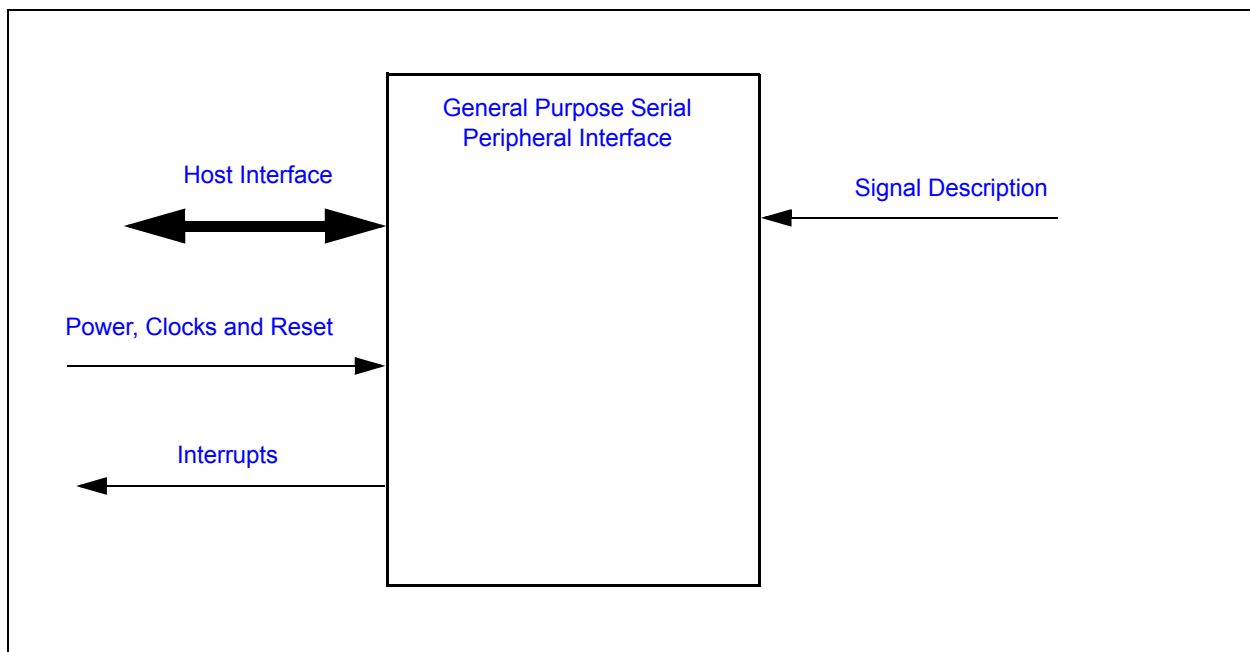 General Purpose Serial
Peripheral Interface
Host Interface
Signal Description
Power, Clocks and Reset
Interrupts